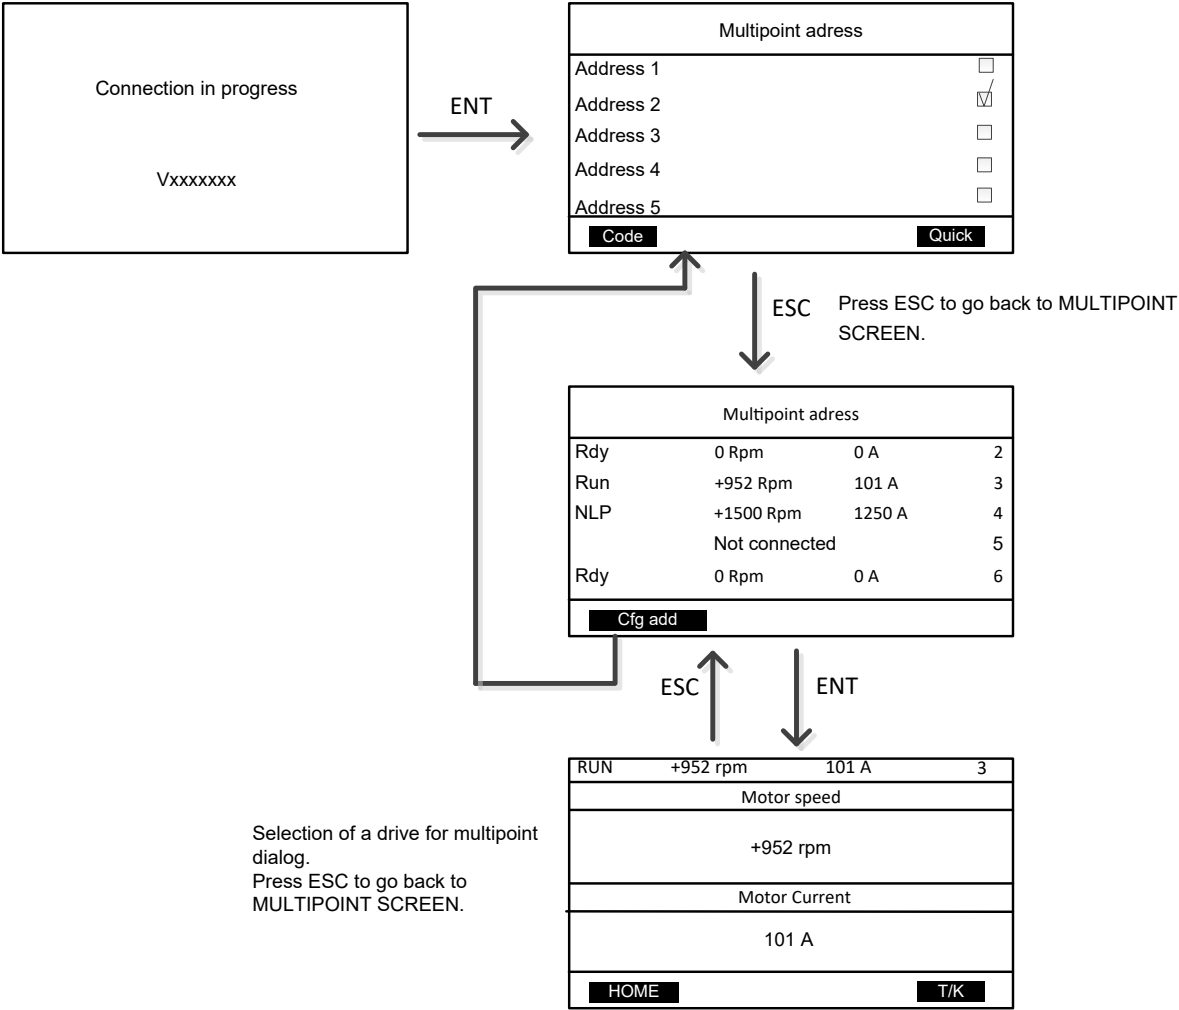 Connection in progress
Vxxxxxxx
ENT
Multipoint adress
Address 1
Address 2
Address 3
Address 4
Address 5
Code Quick
ESC
Press ESC to go back to MULTIPOINT
SCREEN.
Multipoint adress
Rdy 0 Rpm 0 A 2
Run +952 Rpm 101 A 3
NLP +1500 Rpm 1250 A 4
Not connected 5
Rdy 0 Rpm 0 A 6
Cfg add
ESC ENT
RUN +952 rpm 101 A 3
Motor speed
+952 rpm
Motor Current
101 A
HOME T/K
Selection of a drive for multipoint
dialog.
Press ESC to go back to
MULTIPOINT SCREEN.